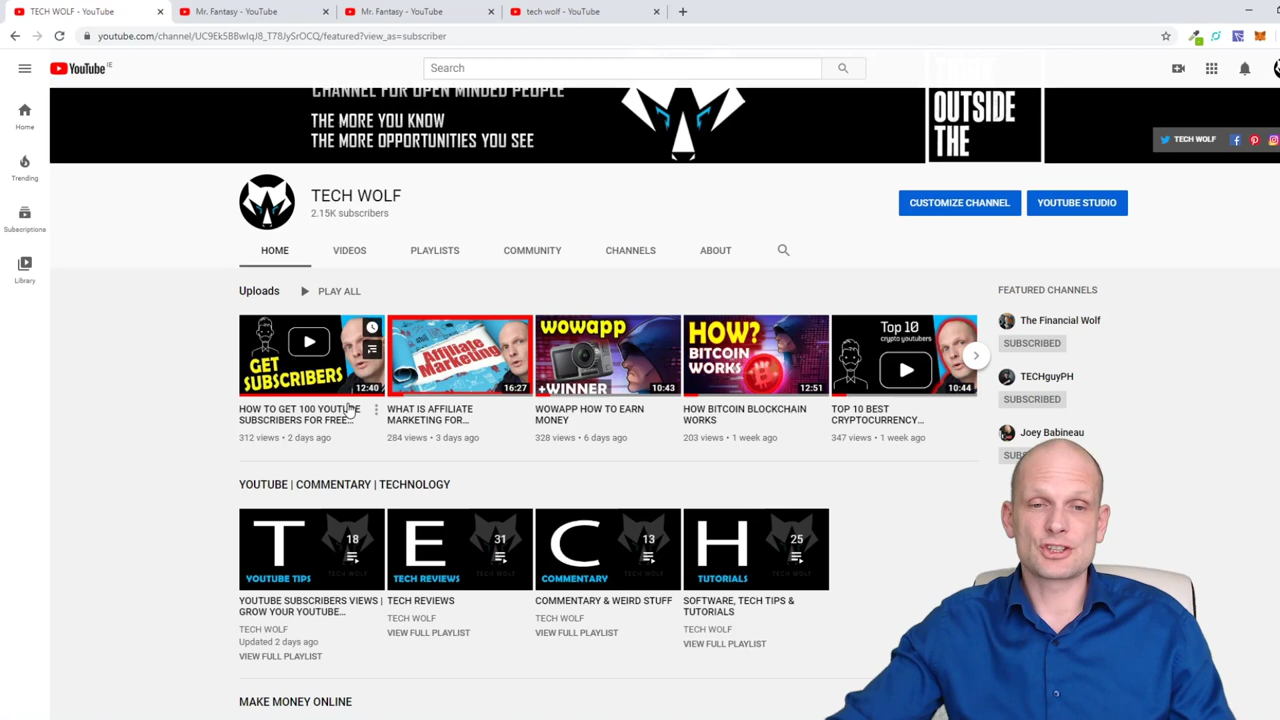 TECH WOLF - YouTube
Mr. Fantasy - YouTube
Mr. Fantasy - YouTube
tech wolf - YouTube
youtube.com/channel/UC9Ek5BBwIqJ8_T78JySrOCQ/featured?view_as=subscriber
YouTube IE
Search
CHANNEL FOR OPEN MINDED PEOPLE
THE MORE YOU KNOW
THE MORE OPPORTUNITIES YOU SEE
OUTSIDE
THE
TECH WOLF
Home
Trending
Subscriptions
Library
TECH WOLF
2.15K subscribers
CUSTOMIZE CHANNEL
YOUTUBE STUDIO
HOME
VIDEOS
PLAYLISTS
COMMUNITY
CHANNELS
ABOUT
Uploads
PLAY ALL
GET
SUBSCRIBERS
12:40
HOW TO GET 100 YOUTUBE
SUBSCRIBERS FOR FREE...
312 views • 2 days ago
Affiliate
Marketing
16:27
WHAT IS AFFILIATE
MARKETING FOR...
284 views • 3 days ago
wowapp
+WINNER
10:43
WOWAPP HOW TO EARN
MONEY
328 views • 6 days ago
HOW?
BITCOIN
WORKS
12:51
HOW BITCOIN BLOCKCHAIN
WORKS
203 views • 1 week ago
Top 10
crypto youtubers
10:44
TOP 10 BEST
CRYPTOCURRENCY...
347 views • 1 week ago
FEATURED CHANNELS
The Financial Wolf
SUBSCRIBED
TECHguyPH
SUBSCRIBED
Joey Babineau
YOUTUBE | COMMENTARY | TECHNOLOGY
T
18
YOUTUBE TIPS
TECH WOLF
YOUTUBE SUBSCRIBERS VIEWS |
GROW YOUR YOUTUBE...
TECH WOLF
Updated 2 days ago
VIEW FULL PLAYLIST
E
31
TECH REVIEWS
TECH WOLF
TECH REVIEWS
TECH WOLF
VIEW FULL PLAYLIST
C
13
COMMENTARY
TECH WOLF
COMMENTARY & WEIRD STUFF
TECH WOLF
VIEW FULL PLAYLIST
H
25
TUTORIALS
TECH WOLF
SOFTWARE, TECH TIPS &
TUTORIALS
TECH WOLF
VIEW FULL PLAYLIST
MAKE MONEY ONLINE